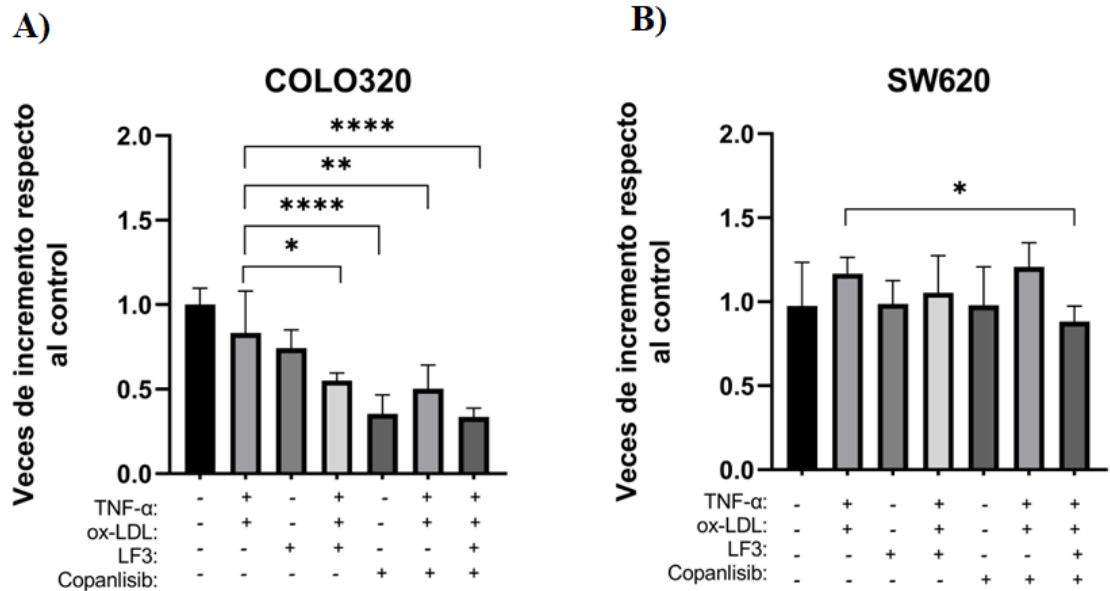 A)
COLO320
Veces de incremento respecto
al control
2.0
1.5
1.0
0.5
0.0
****
**
****
*
TNF-α: - + - + - + +
ox-LDL: - + - + - + +
LF3: - - + + - - +
Copanlisib: - - - - + + +
B)
SW620
Veces de incremento respecto
al control
2.0
1.5
1.0
0.5
0.0
*
TNF-α: - + - + - + +
ox-LDL: - + - + - + +
LF3: - - + + - - +
Copanlisib: - - - - + + +